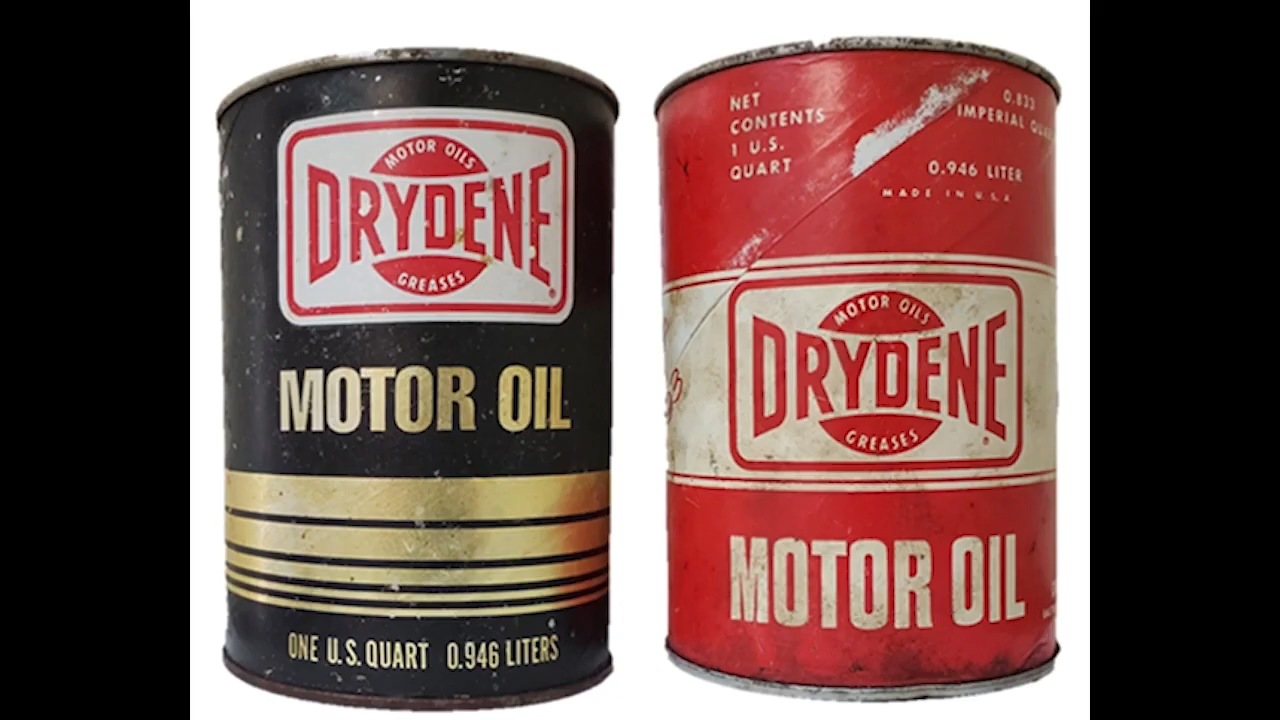 MOTOR OILS
DRYDENE
GREASES
®
MOTOR OIL
ONE U.S. QUART 0.946 LITERS
NET
CONTENTS
1 U.S.
QUART
0.833
IMPERIAL
0.946 LITER
MADE IN U.S.A
MOTOR OILS
DRYDENE
GREASES
®
MOTOR OIL